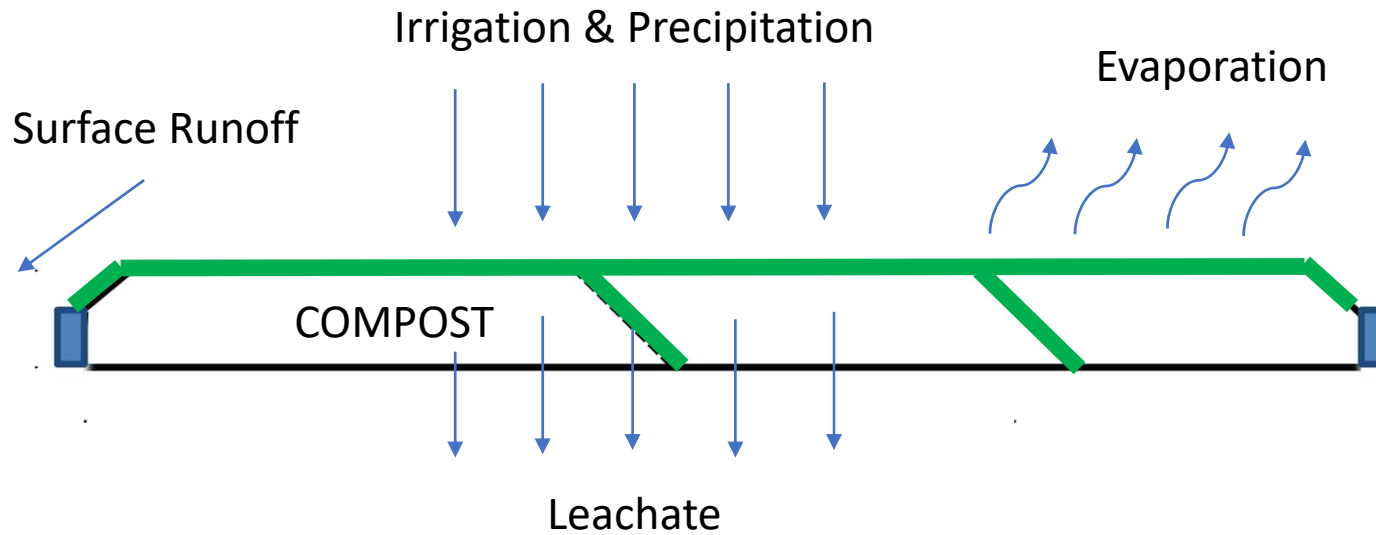 Irrigation & Precipitation
Evaporation
Surface Runoff
COMPOST
Leachate